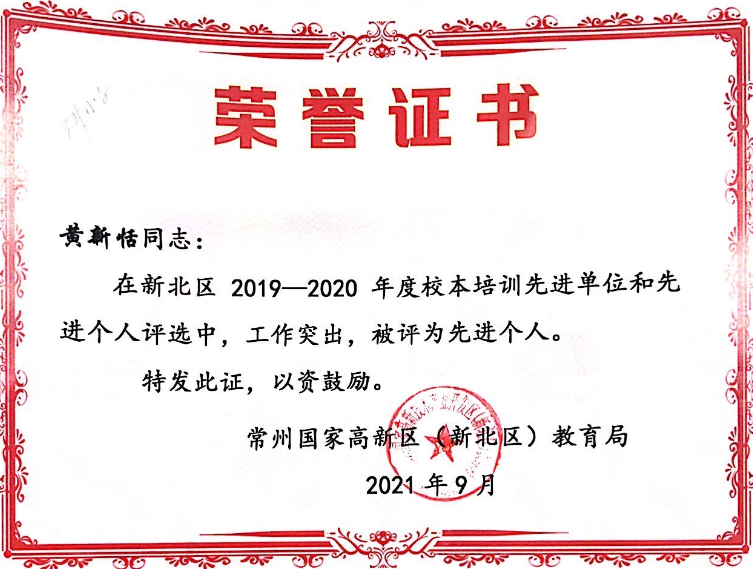 荣誉证书
黄新恬同志：
在新北区 2019—2020 年度校本培训先进单位和先
进个人评选中，工作突出，被评为先进个人。
特发此证，以资鼓励。
常州国家高新区（新北区）教育局
2021 年 9 月